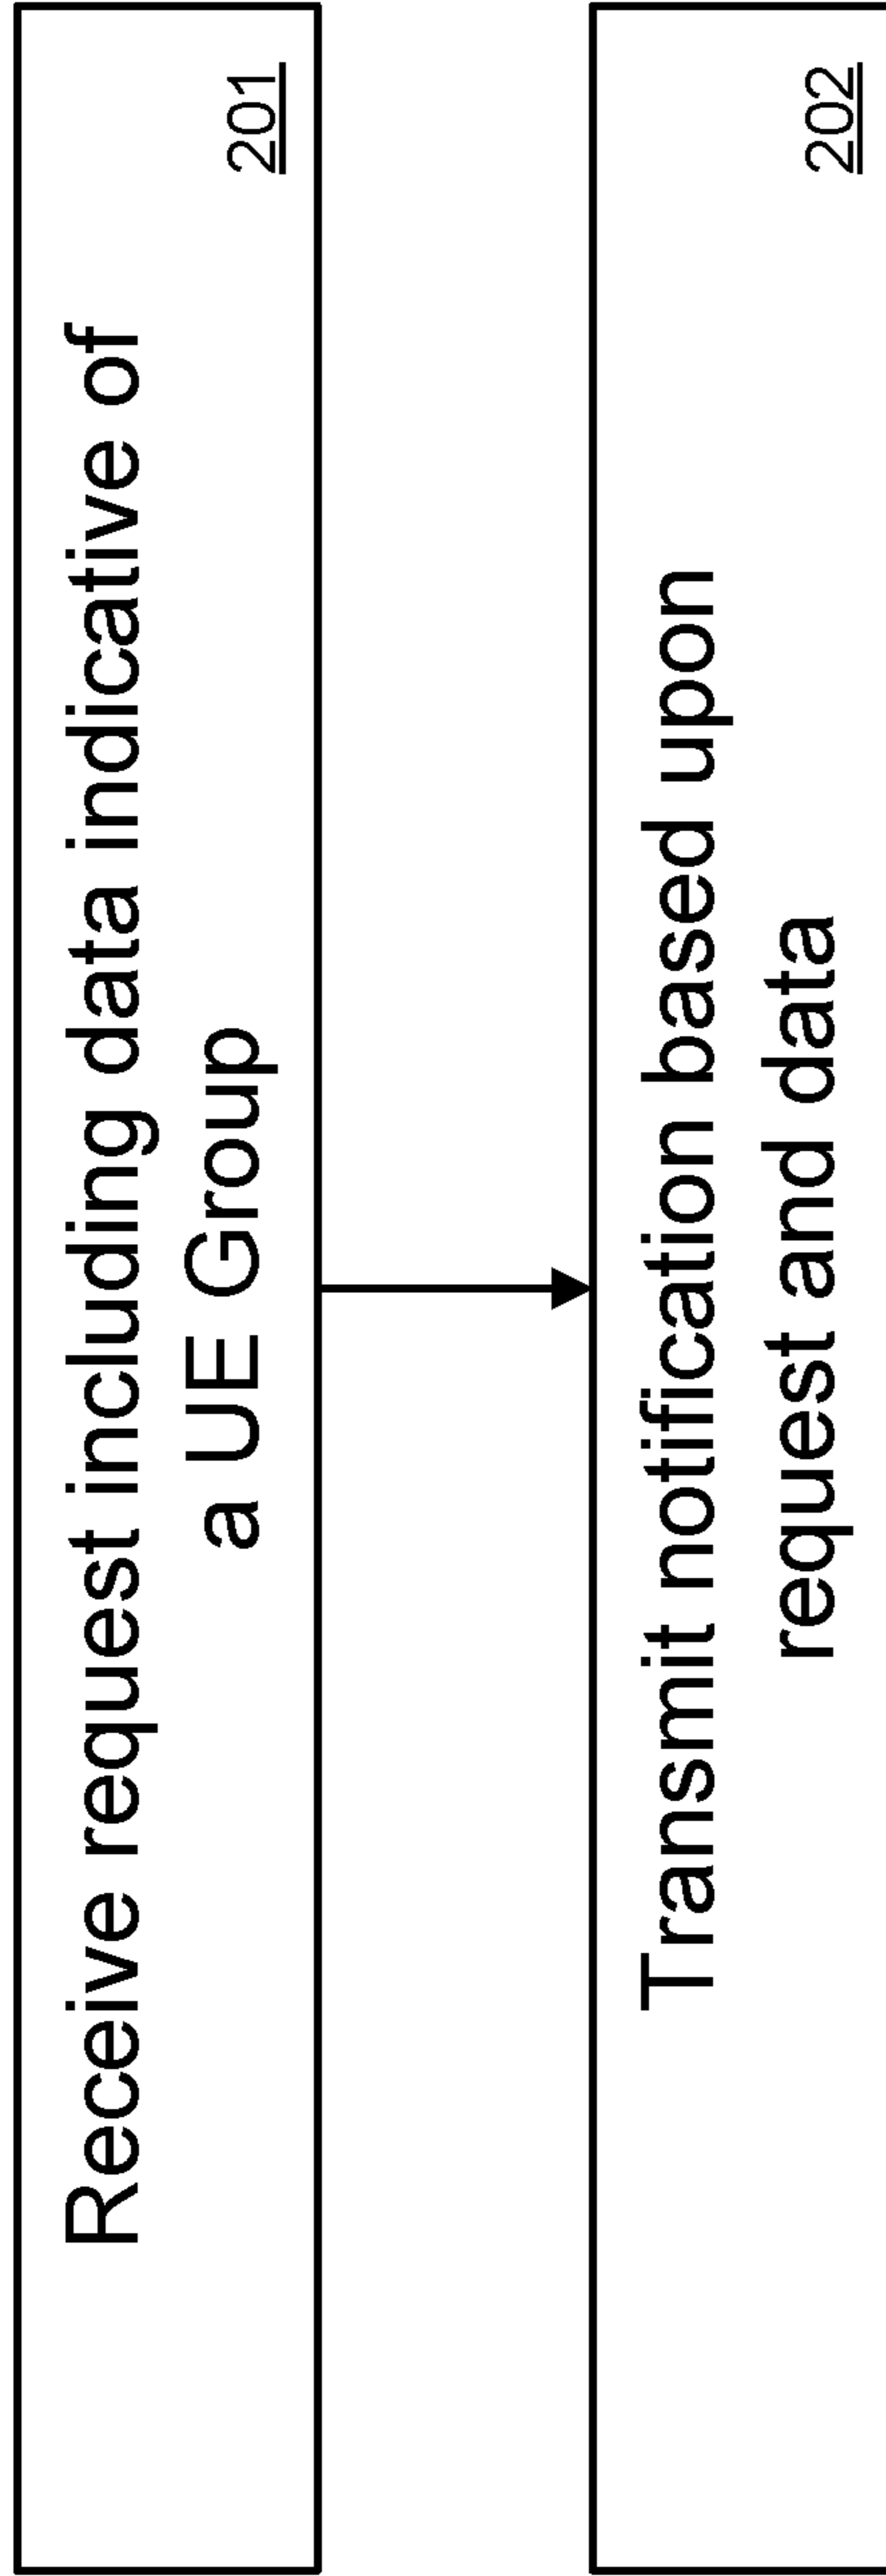 Receive request including data indicative of
a UE Group
201
Transmit notification based upon
request and data
202